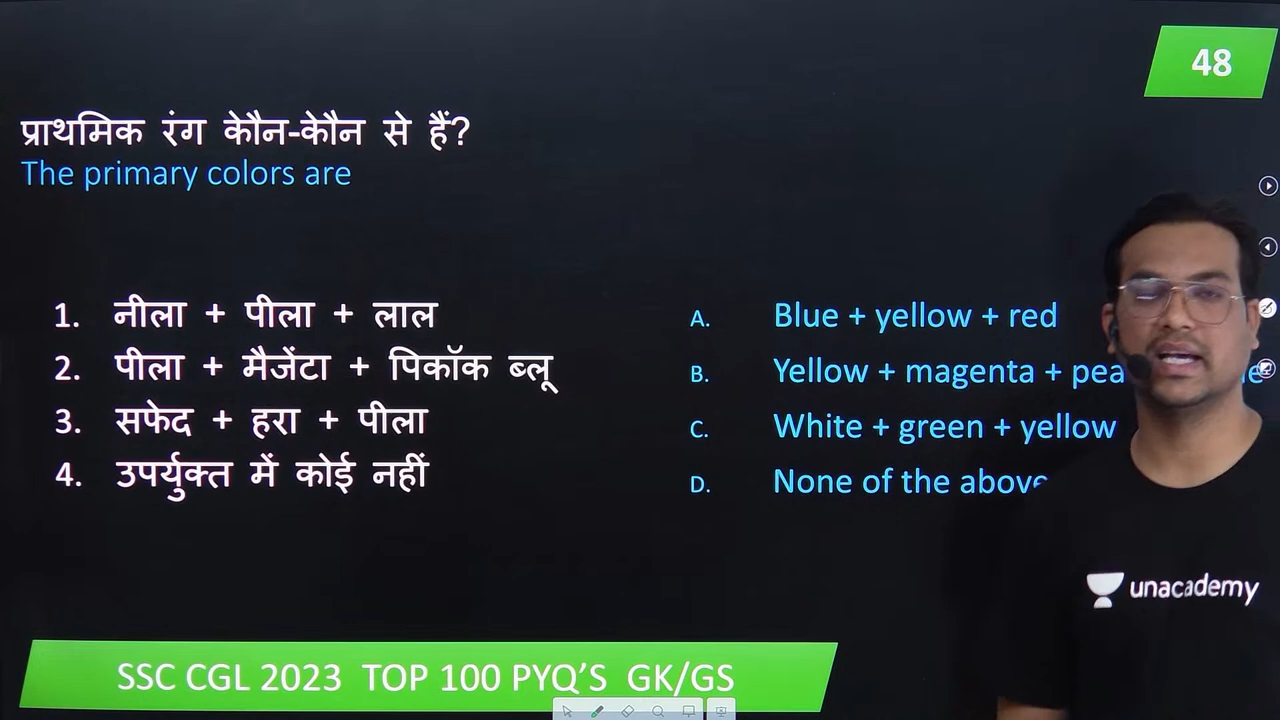 48
प्राथमिक रंग केौन-केौन से हैं?
The primary colors are
1. नीला + पीला + लाल
2. पीला + मैजेंटा + पिकॉक ब्लू
3. सफेद + हरा + पीला
4. उपर्युक्त में कोई नहीं
A. Blue + yellow + red
B. Yellow + magenta +
C. White + green + yellow
D. None of the above
unacademy
SSC CGL 2023 TOP 100 PYQ’S GK/GS